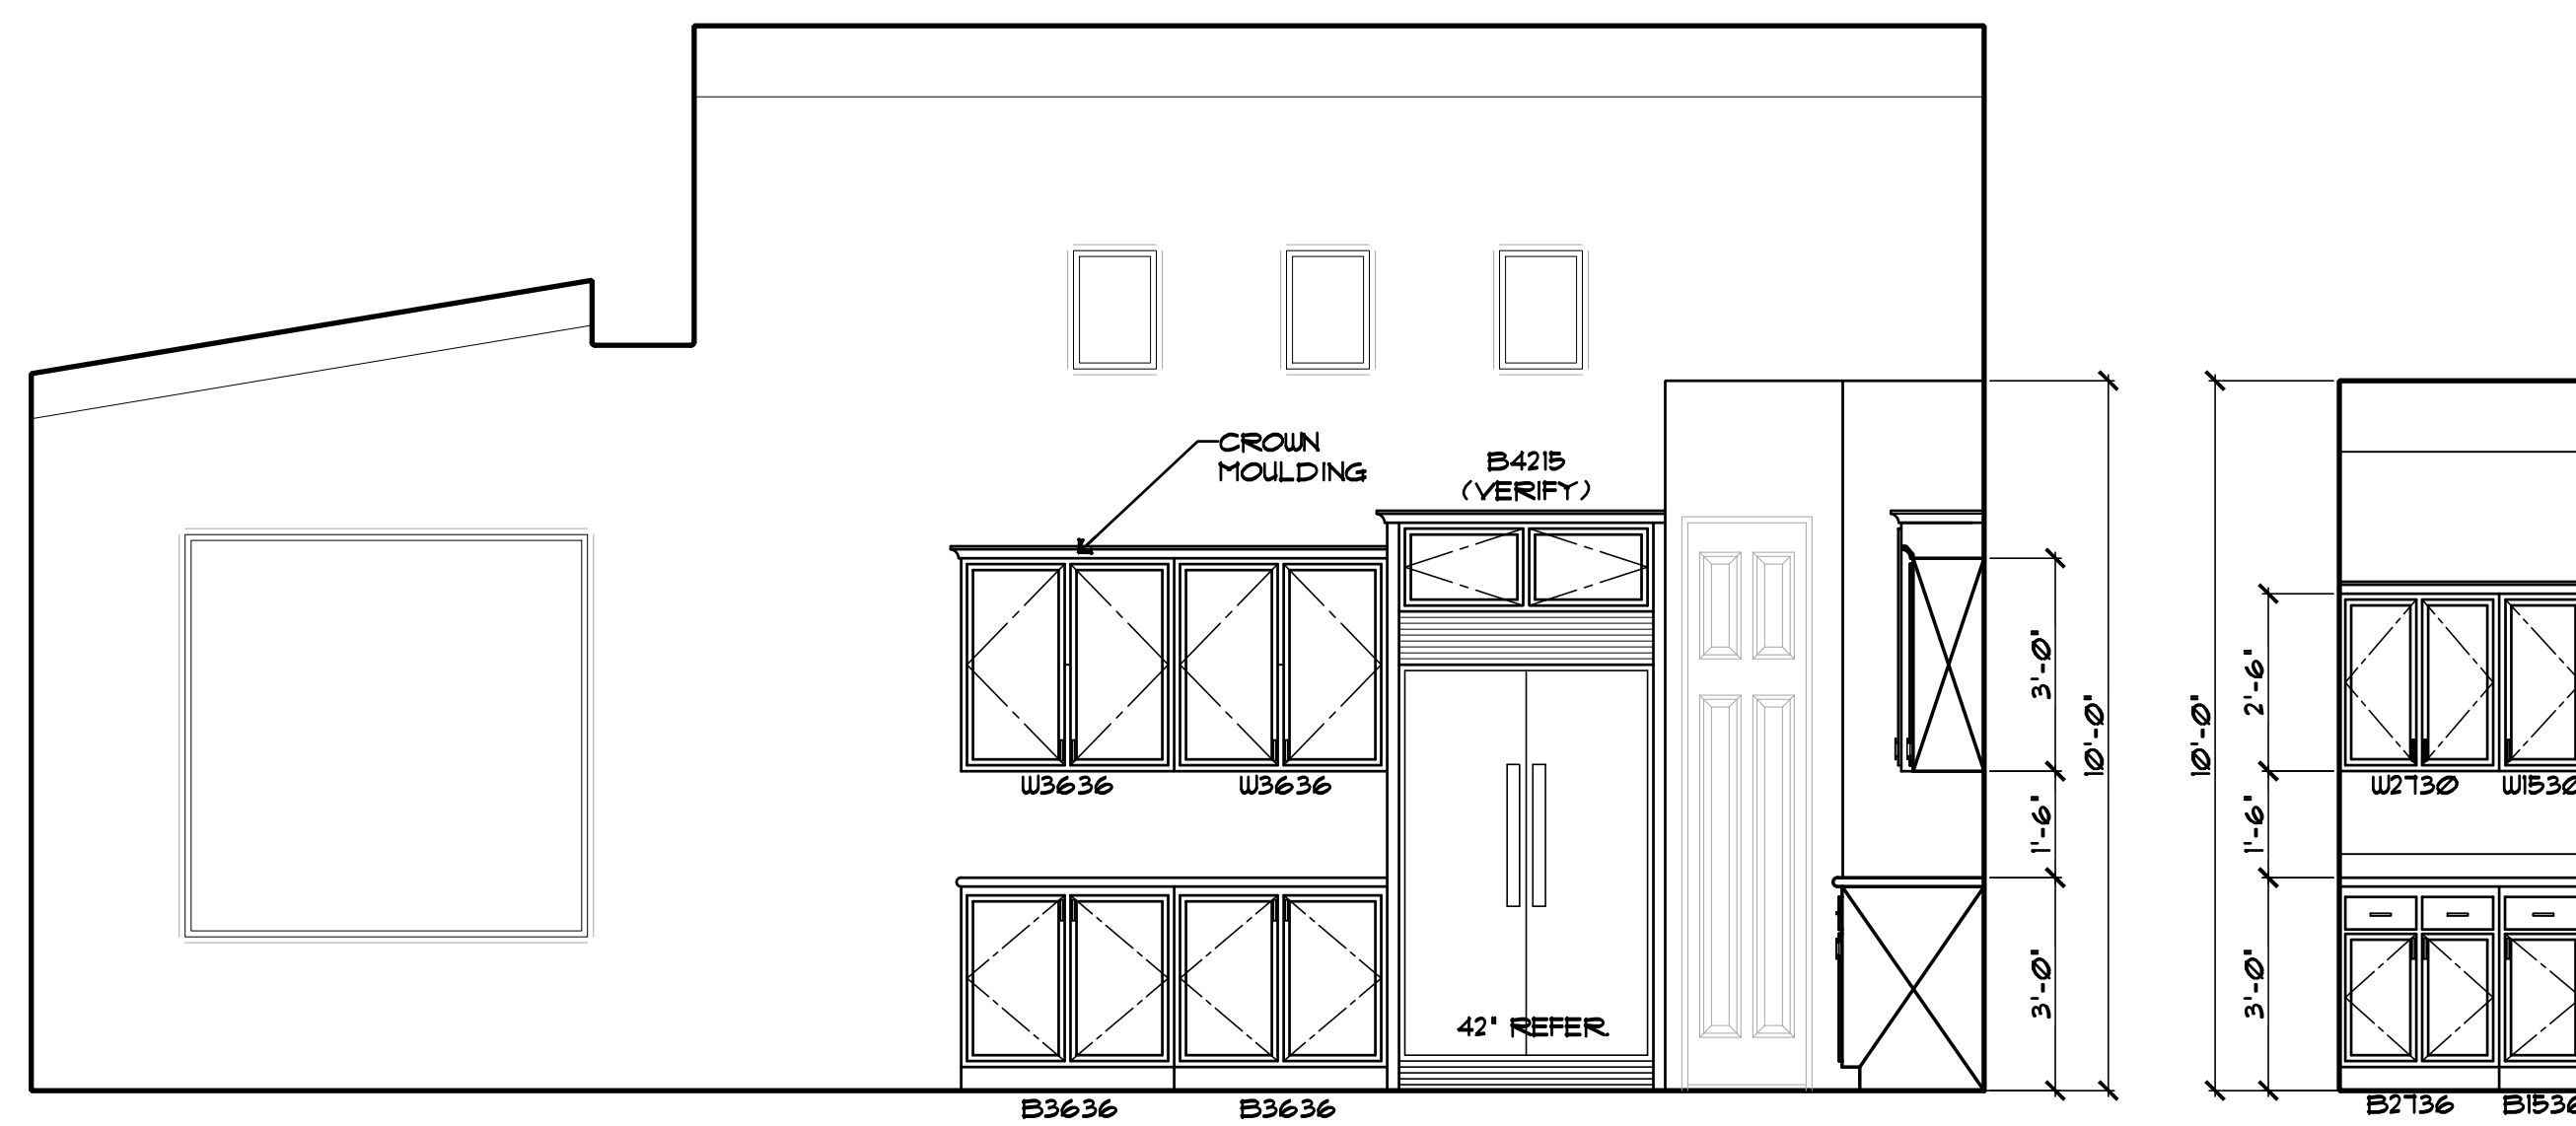 CROWN
MOULDING
B4215
(VERIFY)
W3636 W3636
42" REFER.
B3636 B3636
3'-0"
1'-6"
3'-0"
10'-0"
10'-0"
2'-6"
1'-6"
3'-0"
W2730 W1530
B2736 B1536